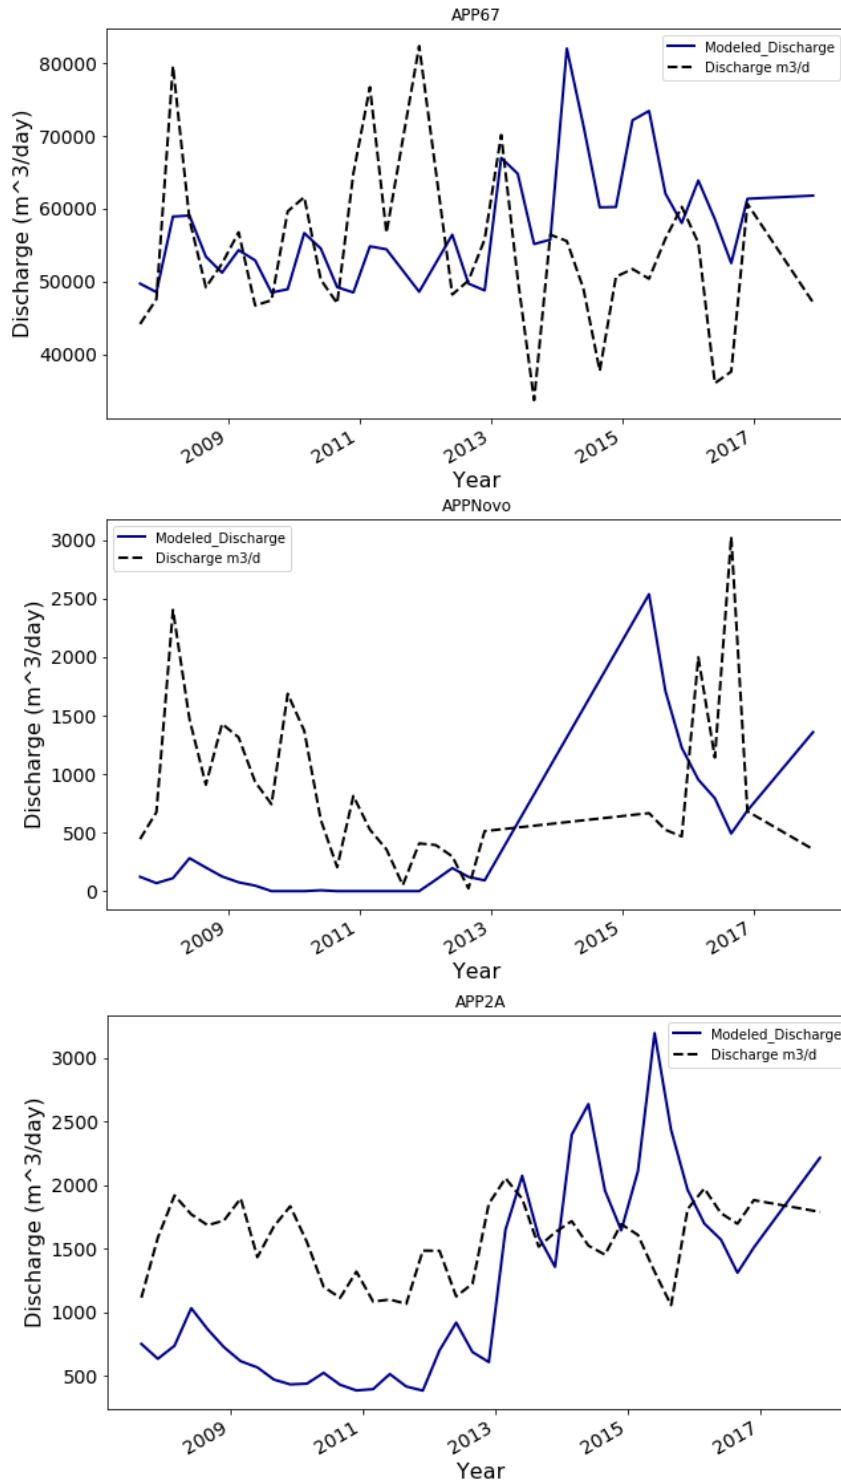 APP67
Modeled_Discharge
Discharge m3/d
Discharge (m^3/day)
80000
70000
60000
50000
40000
2009
2011
2013
2015
2017
Year
APPNovo
Modeled_Discharge
Discharge m3/d
Discharge (m^3/day)
3000
2500
2000
1500
1000
500
0
2009
2011
2013
2015
2017
Year
APP2A
Modeled_Discharge
Discharge m3/d
Discharge (m^3/day)
3000
2500
2000
1500
1000
500
2009
2011
2013
2015
2017
Year